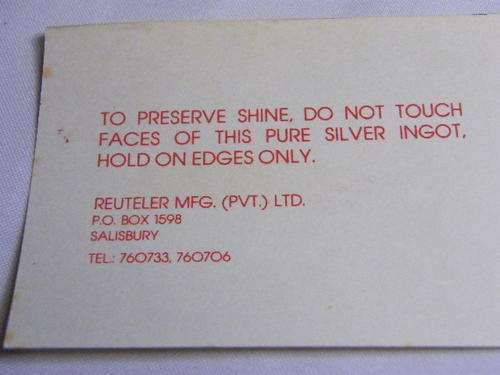 TO PRESERVE SHINE, DO NOT TOUCH
FACES OF THIS PURE SILVER INGOT,
HOLD ON EDGES ONLY.
REUTELER MFG. (PVT.) LTD.
P.O. BOX 1598
SALISBURY
TEL.: 760733, 760706